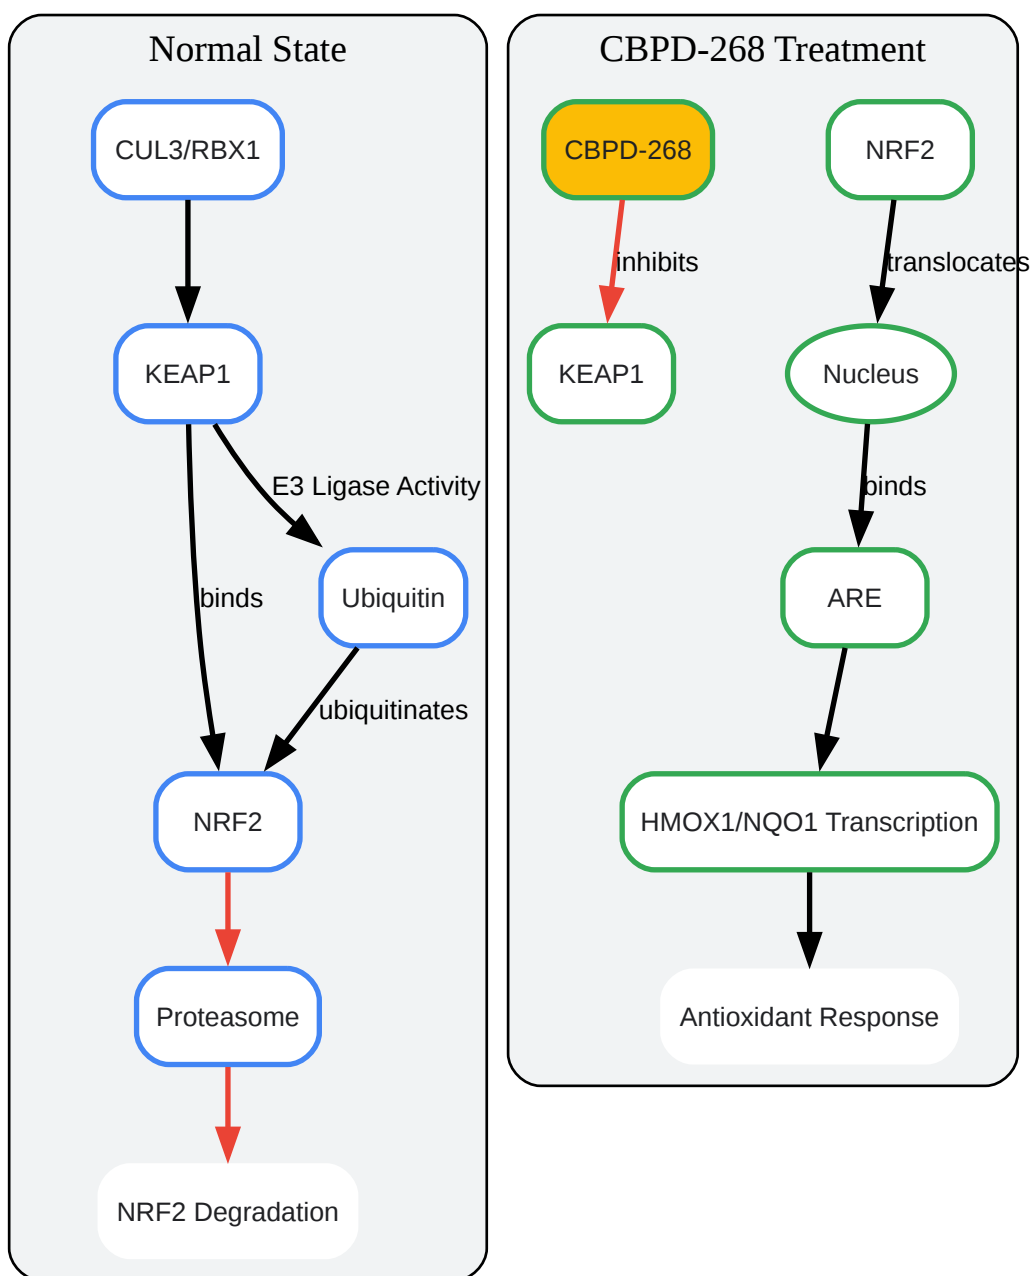 Normal State
CUL3/RBX1
KEAP1
E3 Ligase Activity
binds
Ubiquitin
ubiquitinates
NRF2
Proteasome
NRF2 Degradation
CBPD-268 Treatment
CBPD-268
NRF2
inhibits
translocates
KEAP1
Nucleus
binds
ARE
HMOX1/NQO1 Transcription
Antioxidant Response